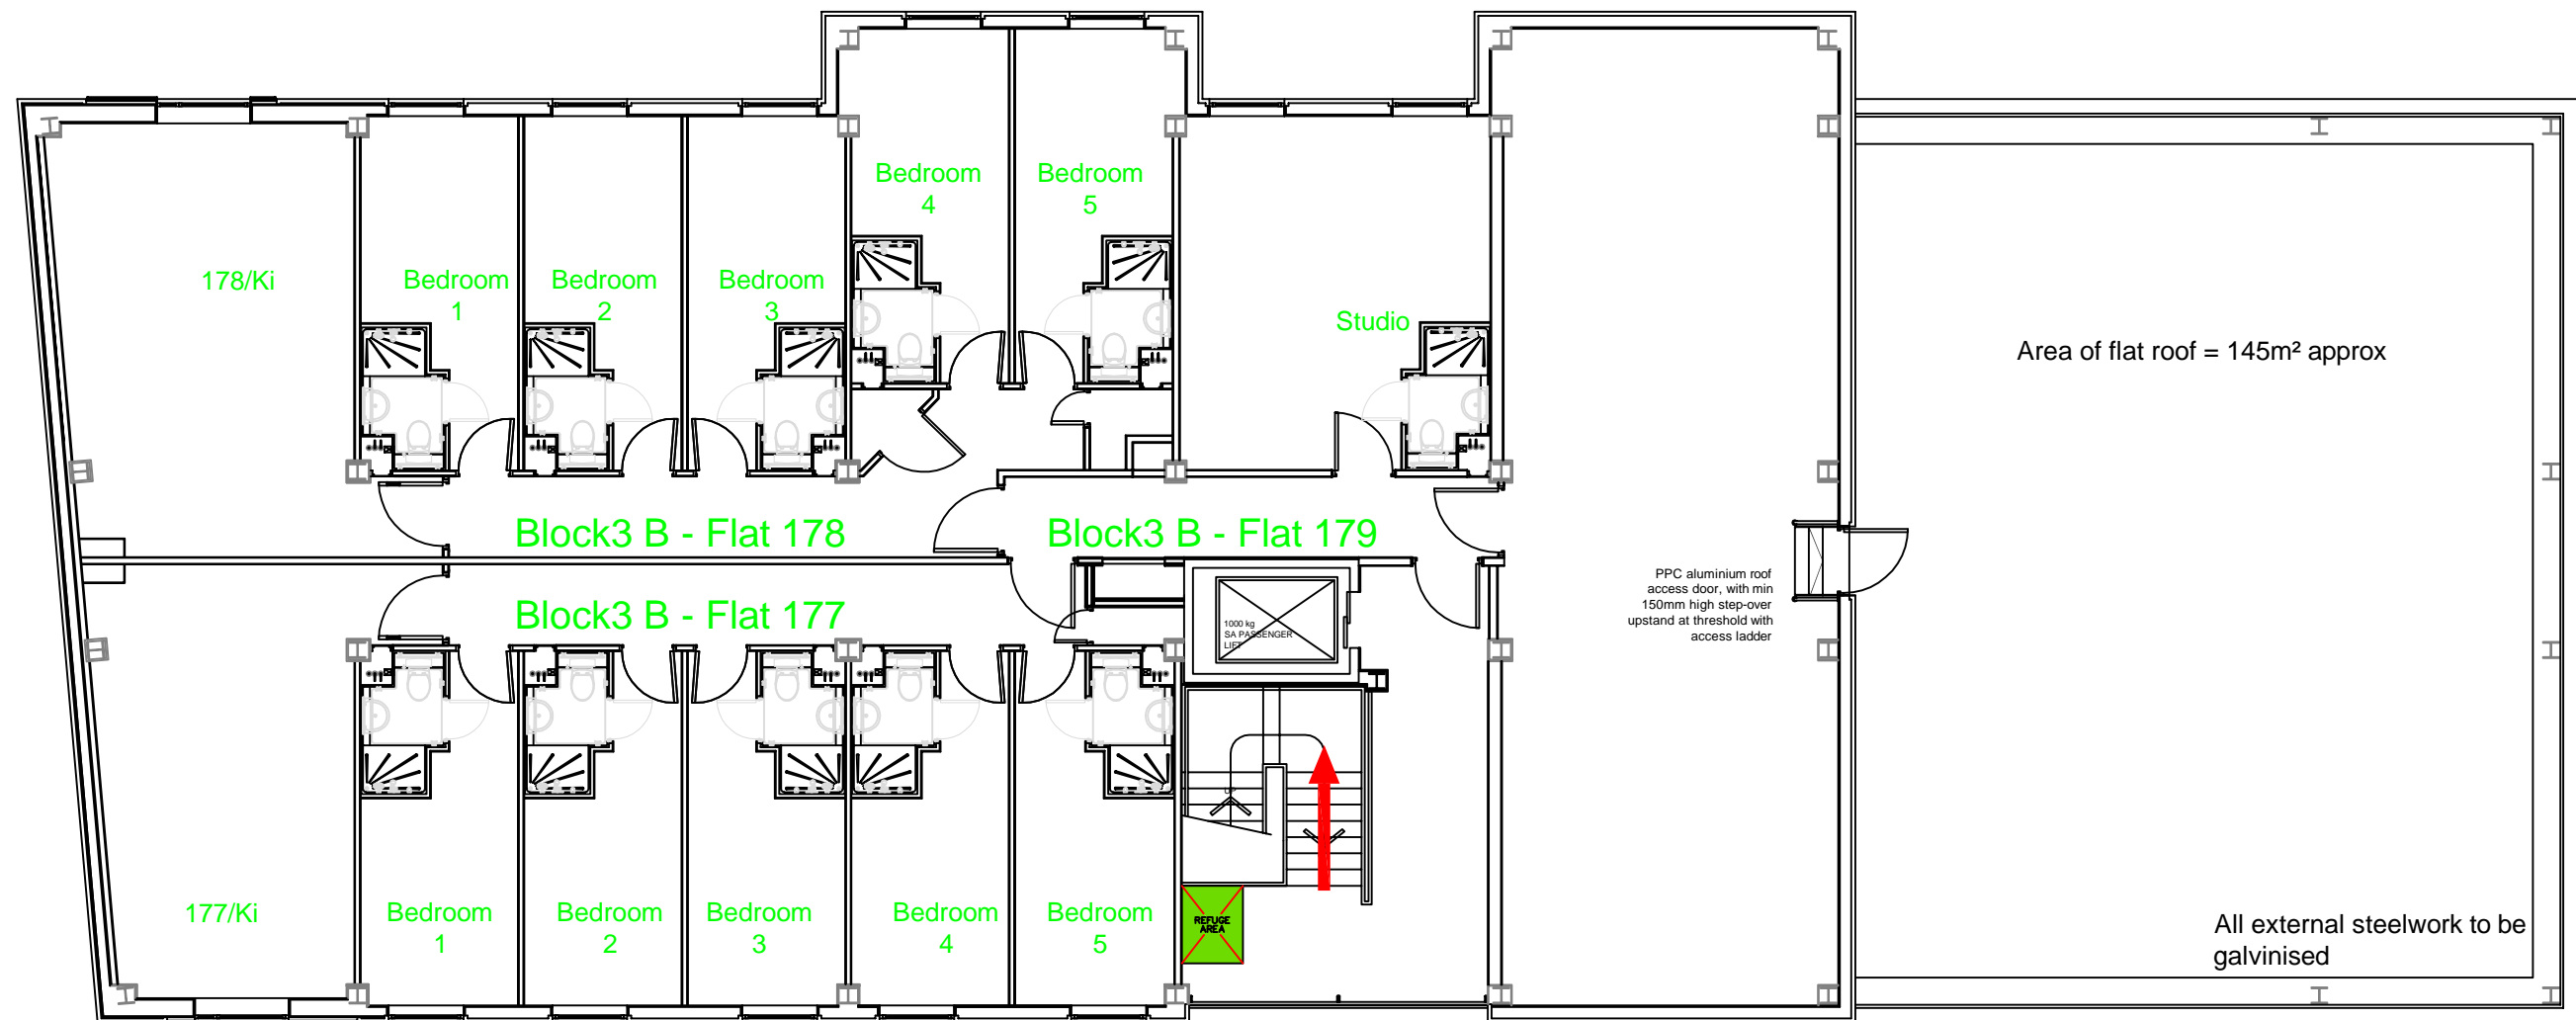 Bedroom
4
Bedroom
5
178/Ki
Bedroom
1
Bedroom
2
Bedroom
3
Studio
Area of flat roof = 145m² approx
Block3 B - Flat 178
Block3 B - Flat 179
PPC aluminium roof
access door, with min
150mm high step-over
upstand at threshold with
access ladder
Block3 B - Flat 177
1000 kg
SA PASSENGER
LIFT
UP
177/Ki
Bedroom
1
Bedroom
2
Bedroom
3
Bedroom
4
Bedroom
5
REFUGE
AREA
All external steelwork to be
galvinised